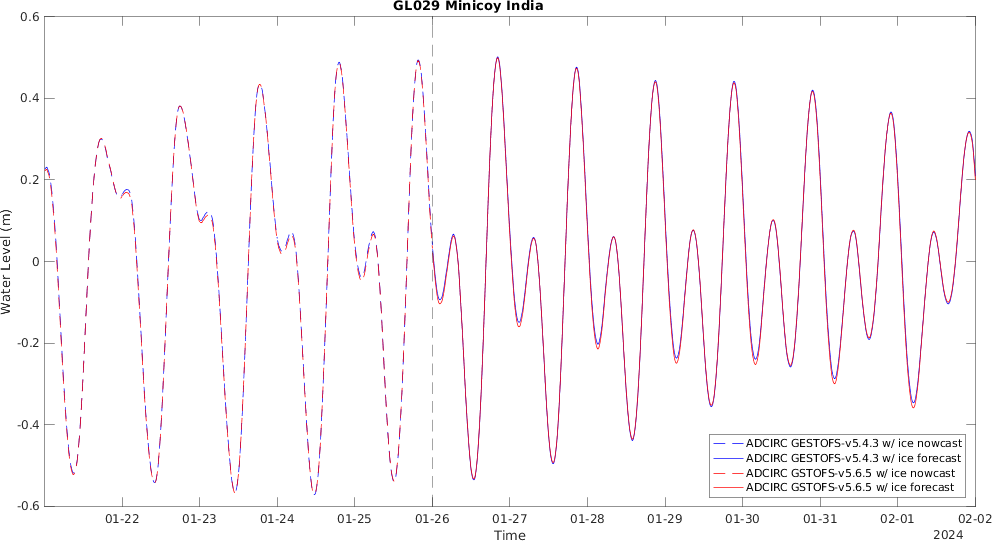 GL029 Minicoy India
0.6
0.4
0.2
0
-0.2
-0.4
-0.6
Water Level (m)
01-22 01-23 01-24 01-25 01-26 01-27 01-28 01-29 01-30 01-31 02-01 02-02
Time
2024
ADCIRC GESTOFS-v5.4.3 w/ ice nowcast
ADCIRC GESTOFS-v5.4.3 w/ ice forecast
ADCIRC GSTOFS-v5.6.5 w/ ice nowcast
ADCIRC GSTOFS-v5.6.5 w/ ice forecast